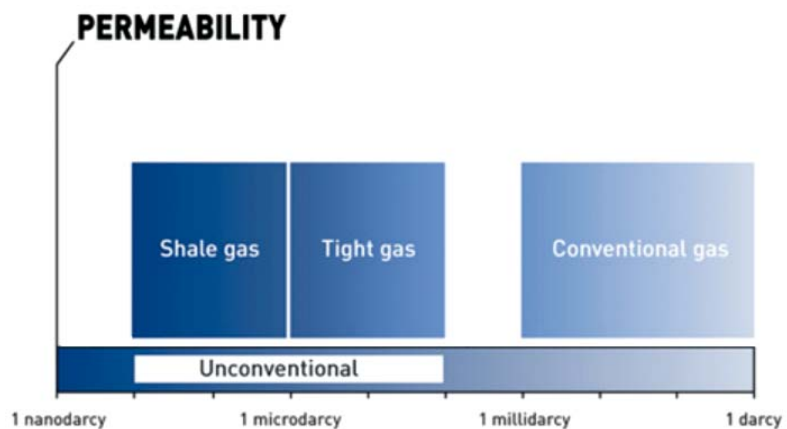 PERMEABILITY
Shale gas
Tight gas
Conventional gas
Unconventional
1 nanodarcy
1 microdarcy
1 millidarcy
1 darcy